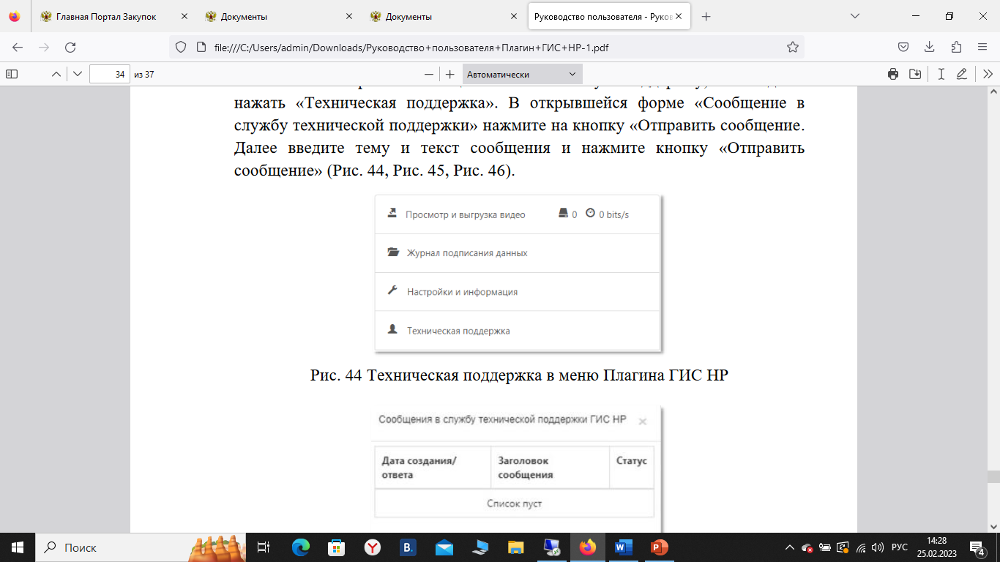 Главная Портал Закупок
Документы
Документы
Руководство пользователя - Руков
file:///C:/Users/admin/Downloads/Руководство+пользователя+Плагин+ГИС+НР-1.pdf
34 из 37
Автоматически
нажать «Техническая поддержка». В открывшейся форме «Сообщение в
службу технической поддержки» нажмите на кнопку «Отправить сообщение.
Далее введите тему и текст сообщения и нажмите кнопку «Отправить
сообщение» (Рис. 44, Рис. 45, Рис. 46).
Просмотр и выгрузка видео 0 0 bits/s
Журнал подписания данных
Настройки и информация
Техническая поддержка
Рис. 44 Техническая поддержка в меню Плагина ГИС НР
Сообщения в службу технической поддержки ГИС НР
Дата создания/ Заголовок Статус
ответа сообщения
Список пуст
Поиск
РУС
14:28
25.02.2023
4